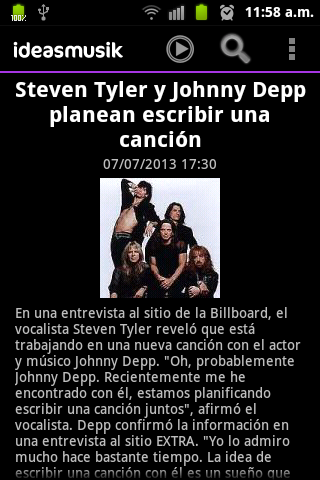 100%
11:58 a.m.
ideasmusik
Steven Tyler y Johnny Depp
planean escribir una
canción
07/07/2013 17:30
En una entrevista al sitio de la Billboard, el
vocalista Steven Tyler reveló que está
trabajando en una nueva canción con el actor
y músico Johnny Depp. "Oh, probablemente
Johnny Depp. Recientemente me he
encontrado con él, estamos planificando
escribir una canción juntos", afirmó el
vocalista. Depp confirmó la información en
una entrevista al sitio EXTRA. "Yo lo admiro
mucho hace bastante tiempo. La idea de
escribir una canción con él es un sueño que